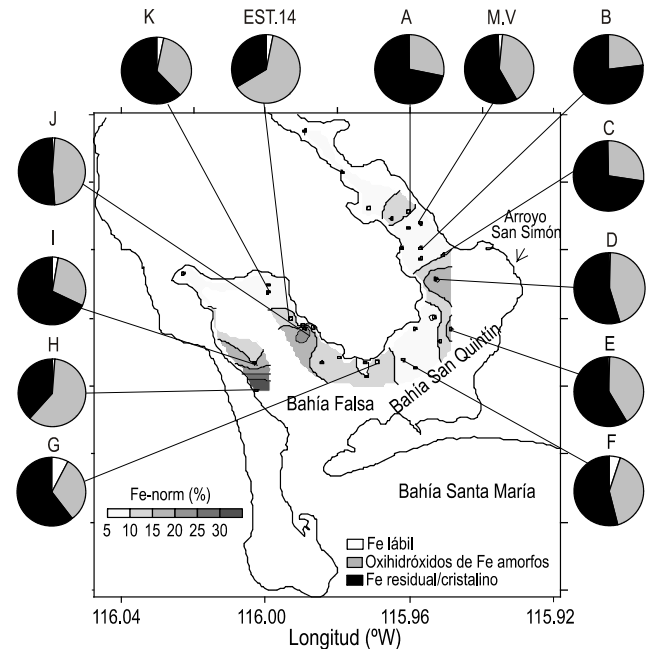 K
EST.14
A
M.V
B
J
C
Arroyo
San Simón
I
D
H
E
Bahía San Quintín
Bahía Falsa
G
F
Bahía Santa María
Fe-norm (%)
5 10 15 20 25 30
Fe lábil
Oxihidróxidos de Fe amorfos
Fe residual/cristalino
116.04 116.00 115.96 115.92
Longitud (ºW)